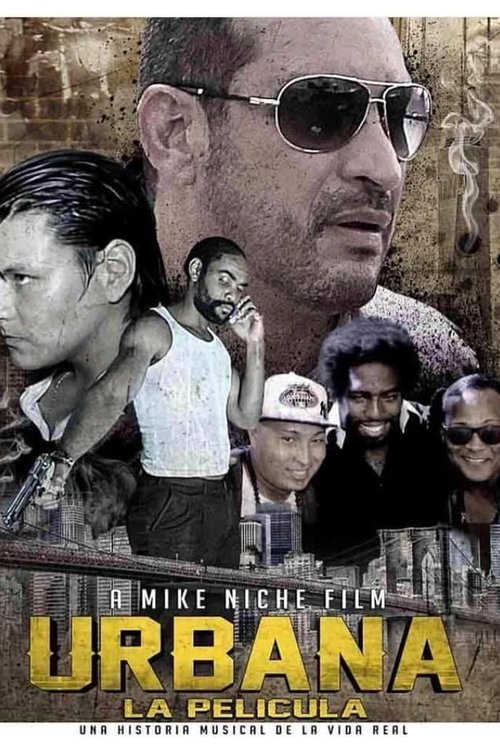 A MIKE NICHE FILM
URBANA
LA PELICULA
UNA HISTORIA MUSICAL DE LA VIDA REAL